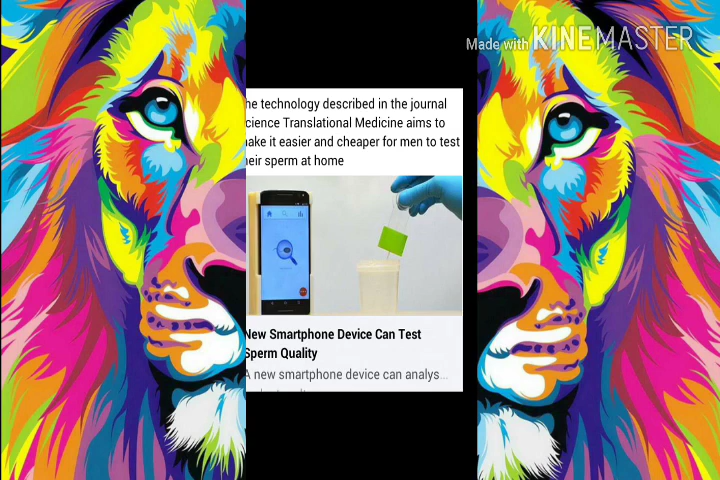 Made with KINEMASTER
he technology described in the journal
cience Translational Medicine aims to
ake it easier and cheaper for men to test
eir sperm at home
New Smartphone Device Can Test
Sperm Quality
A new smartphone device can analys...